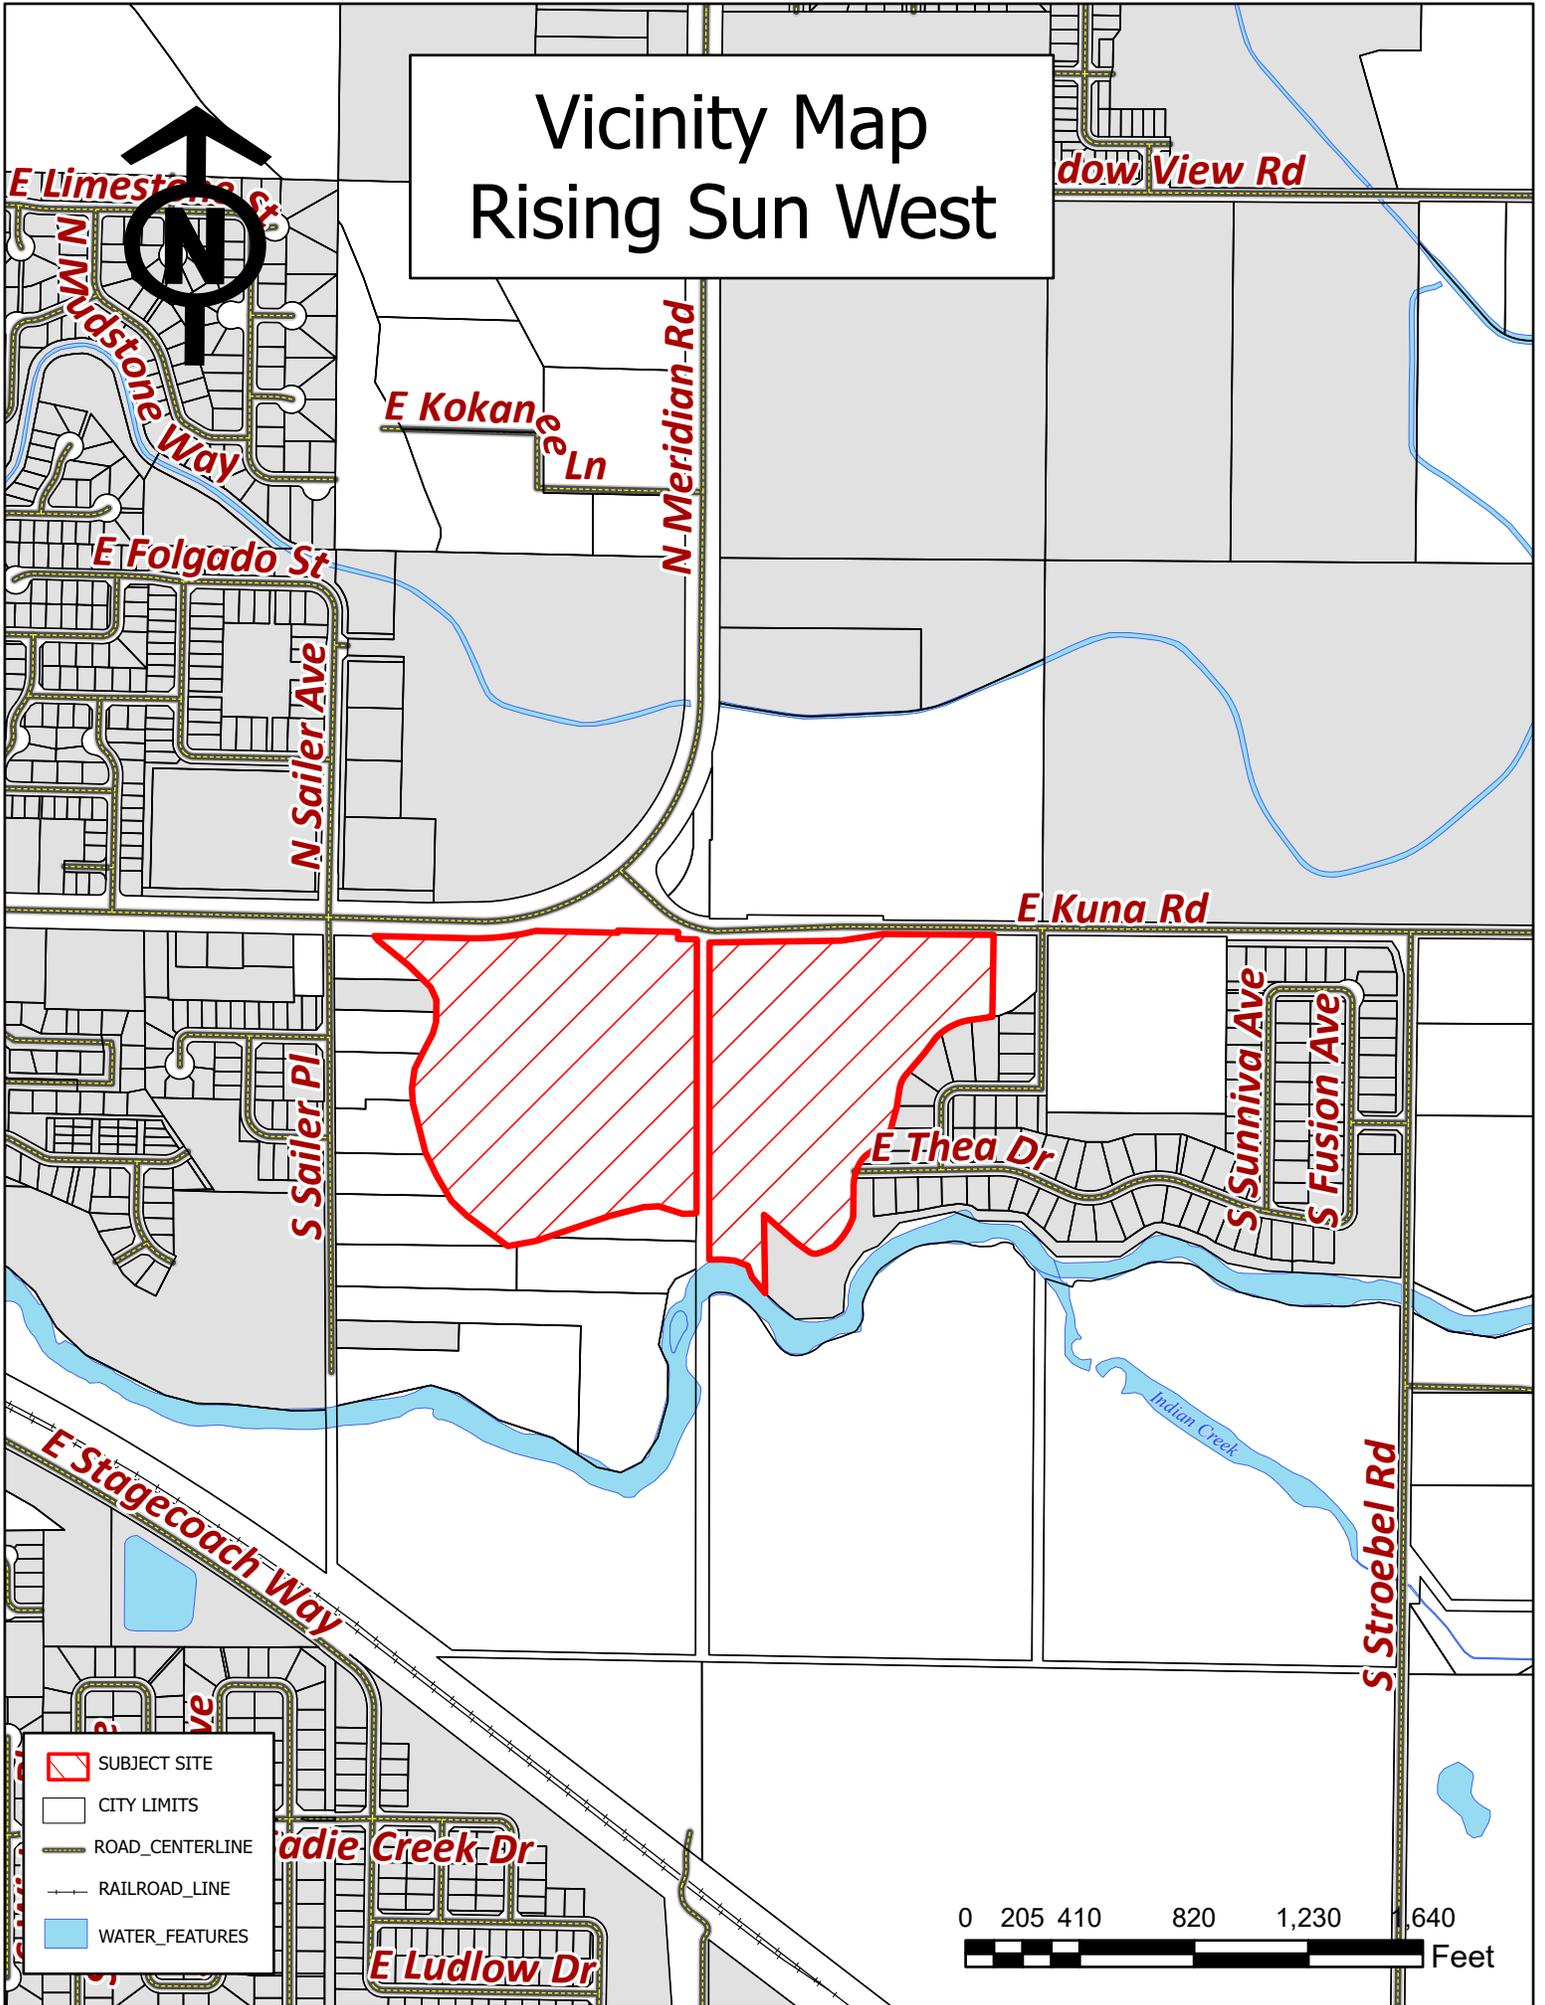 Vicinity Map
Rising Sun West
View Rd
E Limestone St
N
N Mudstone Way
E Kokanee Ln
N Meridian Rd
E Folgado St
N Sailer Ave
E Kuna Rd
S Sailer Pl
S Sunniva Ave
S Fusion Ave
E Thea Dr
Indian Creek
E Stagecoach Way
S Stroebel Rd
SUBJECT SITE
CITY LIMITS
ROAD_CENTERLINE
RAILROAD_LINE
WATER_FEATURES
Creek Dr
E Ludlow Dr
0 205 410 820 1,230 1,640
Feet